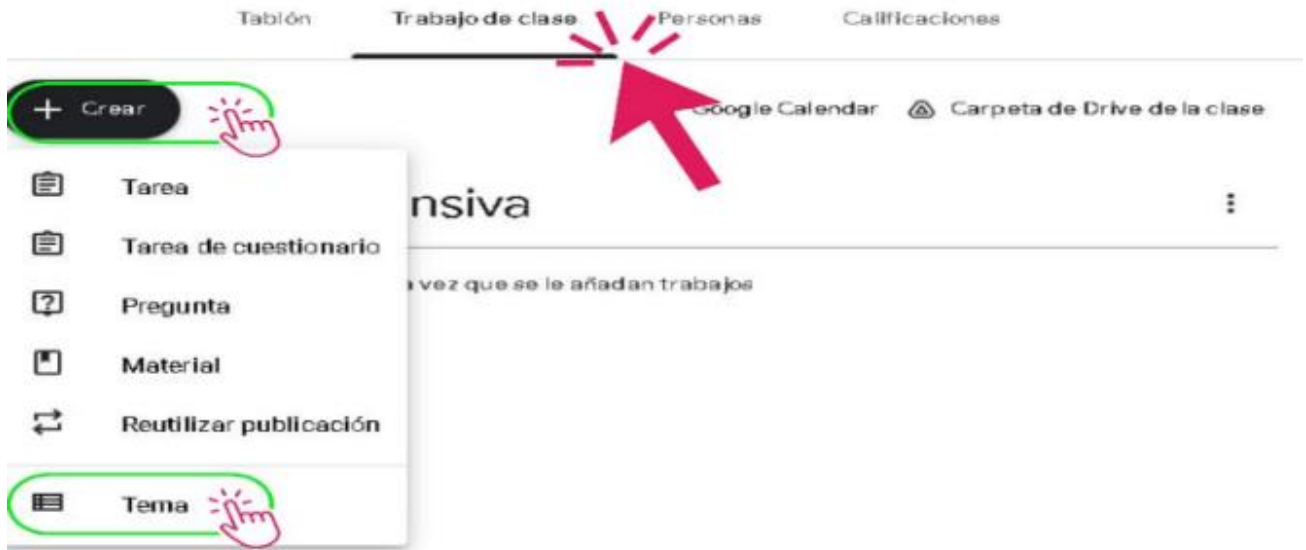 Tablón Trabajo de clase Personas Calificaciones
+ Crear
Google Calendar Carpeta de Drive de la clase
Tarea
nsiva
Tarea de cuestionario
a vez que se le añadan trabajos
Pregunta
Material
Reutilizar publicación
Tema